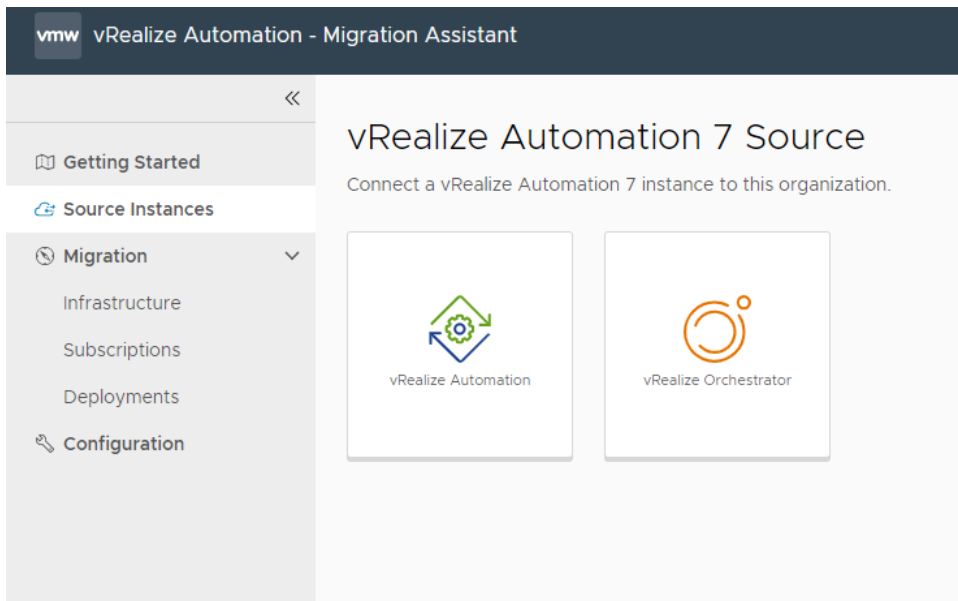 vmw vRealize Automation - Migration Assistant
Getting Started
Source Instances
Migration
Infrastructure
Subscriptions
Deployments
Configuration
vRealize Automation 7 Source
Connect a vRealize Automation 7 instance to this organization.
vRealize Automation
vRealize Orchestrator